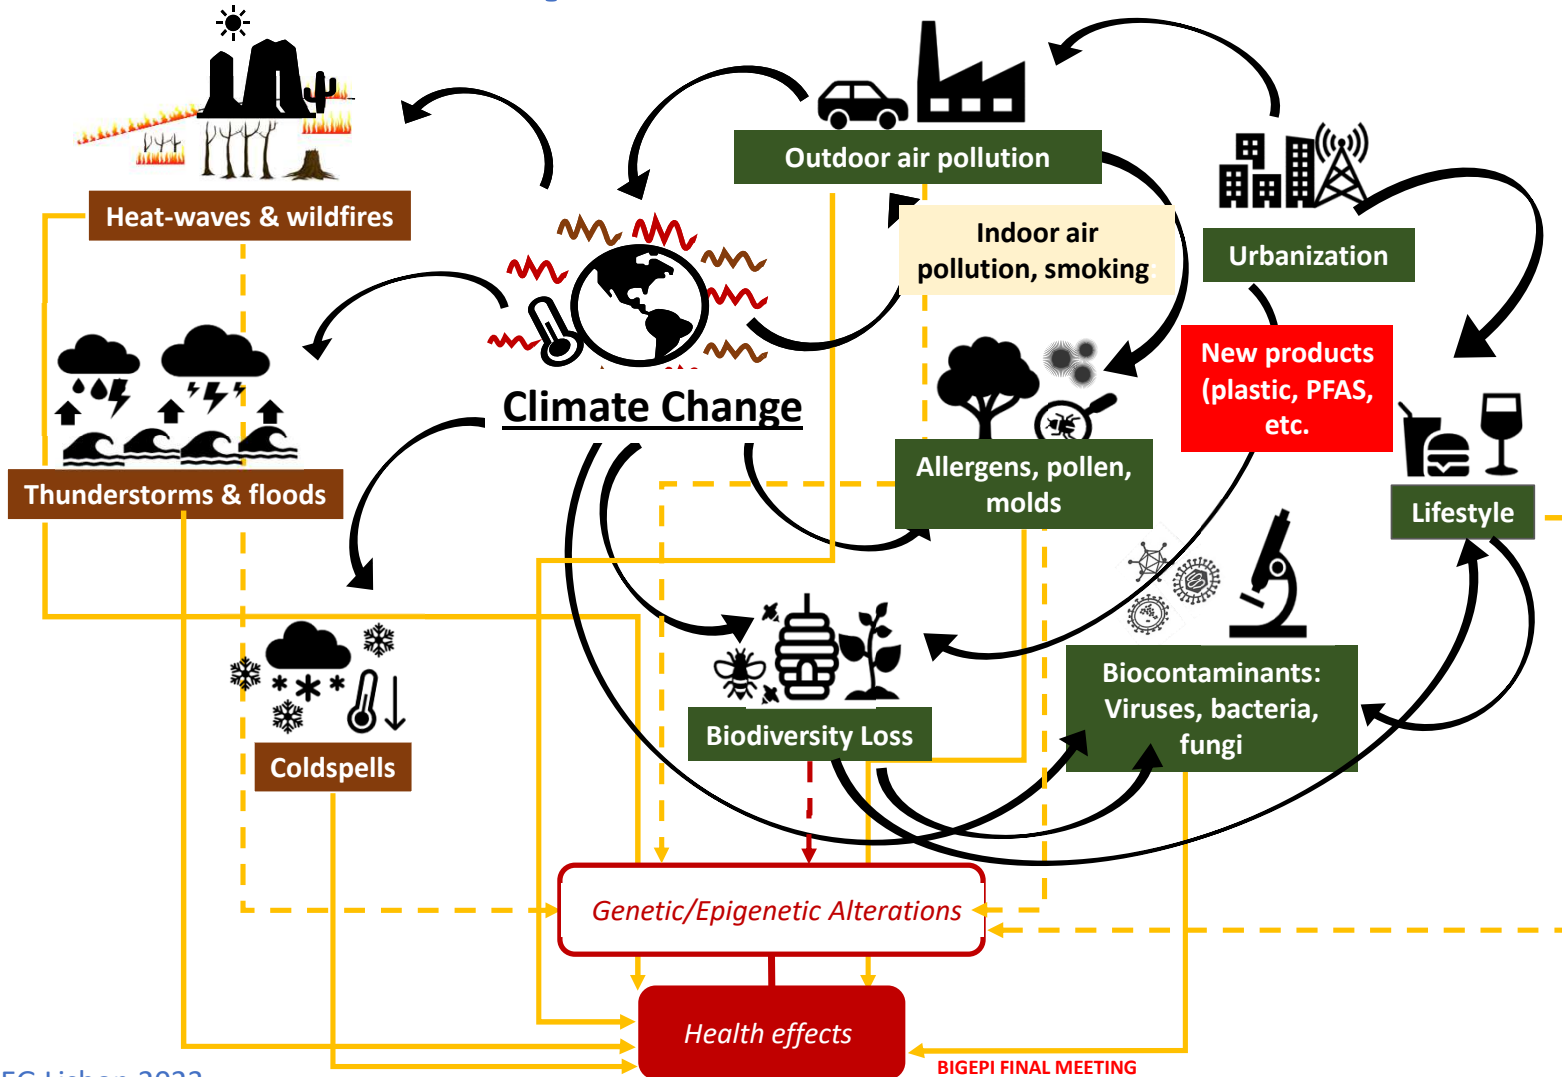 Outdoor air pollution
Heat-waves & wildfires
Indoor air
pollution, smoking:
Urbanization
New products
(plastic, PFAS,
etc.
Climate Change
Allergens, pollen,
molds
Thunderstorms & floods
Lifestyle
Biocontaminants:
Viruses, bacteria,
fungi
Biodiversity Loss
Coldspells
Genetic/Epigenetic Alterations
Health effects
BIGEPI FINAL MEETING